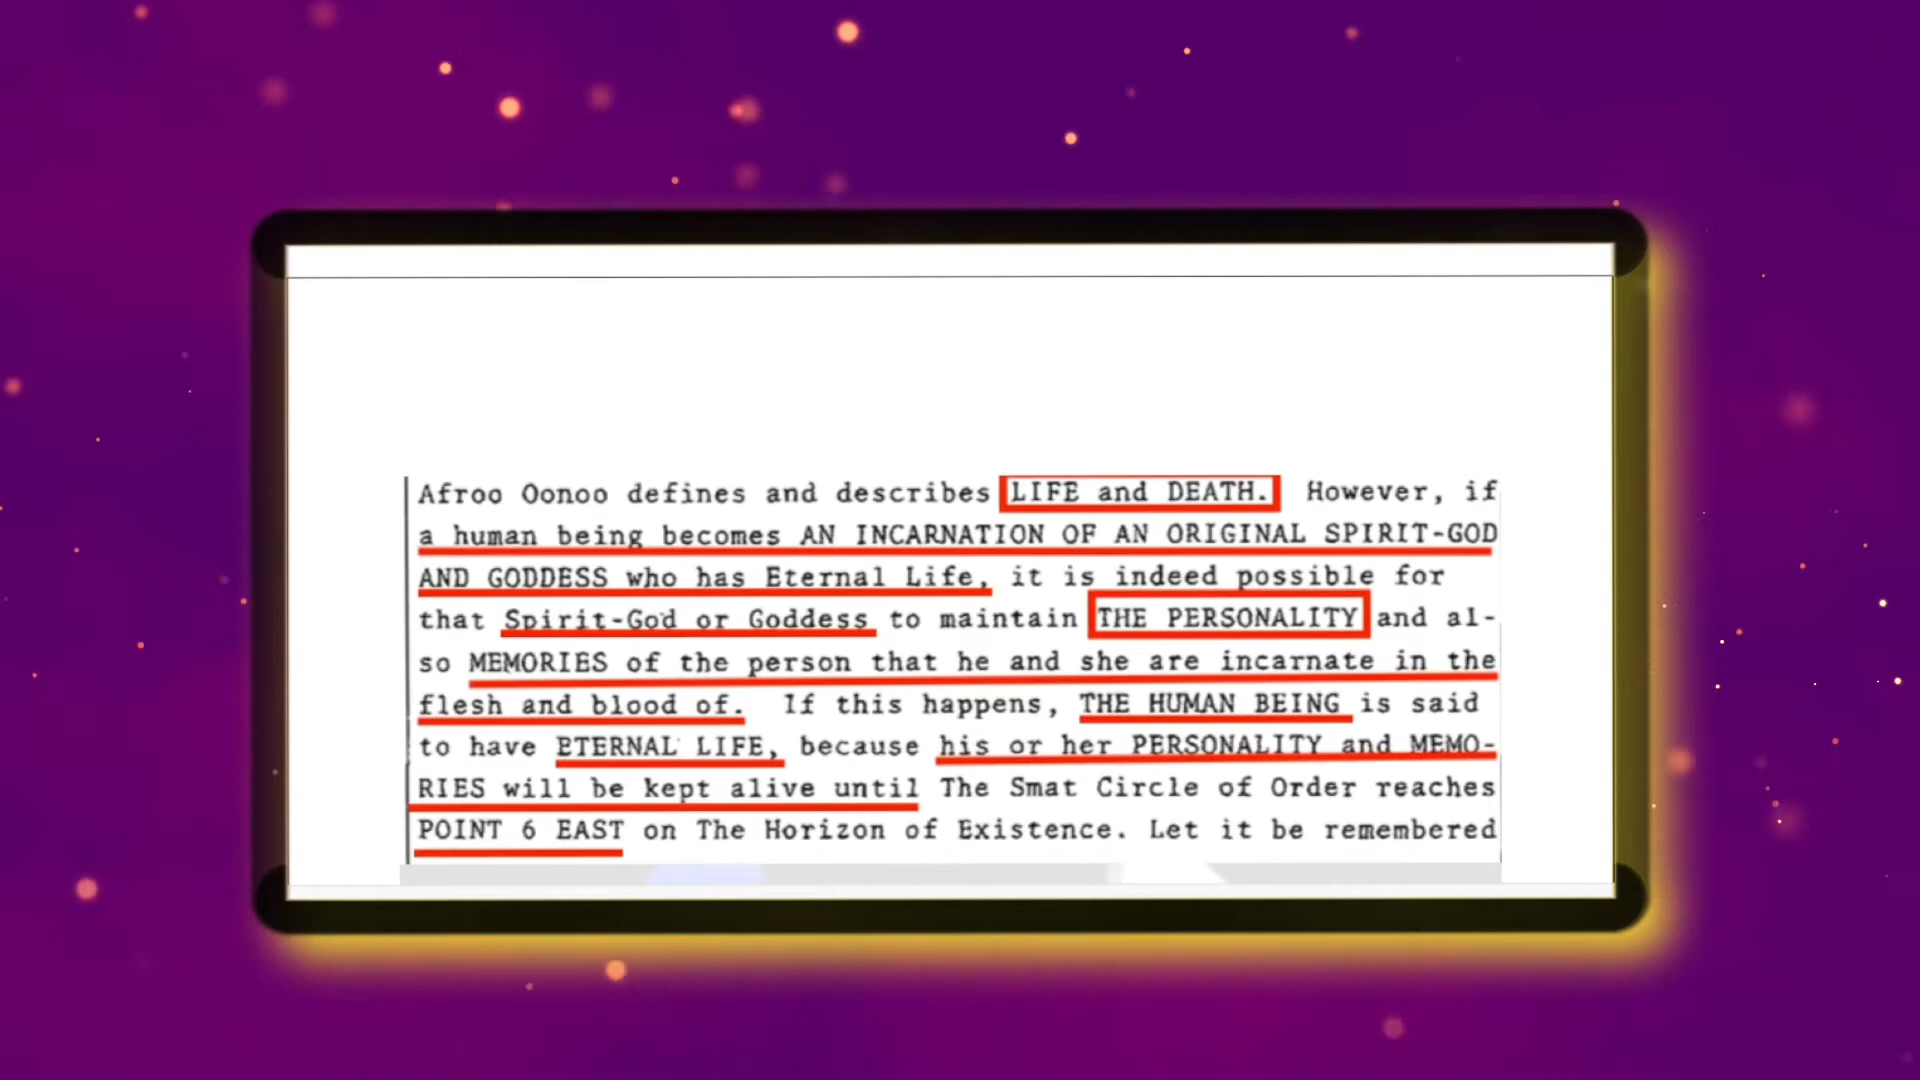 Afroo Oonoo defines and describes LIFE and DEATH. However, if
a human being becomes AN INCARNATION OF AN ORIGINAL SPIRIT-GOD
AND GODDESS who has Eternal Life, it is indeed possible for
that Spirit-God or Goddess to maintain THE PERSONALITY and al-
so MEMORIES of the person that he and she are incarnate in the
flesh and blood of. If this happens, THE HUMAN BEING is said
to have ETERNAL LIFE, because his or her PERSONALITY and MEMO-
RIES will be kept alive until The Smat Circle of Order reaches
POINT 6 EAST on The Horizon of Existence. Let it be remembered